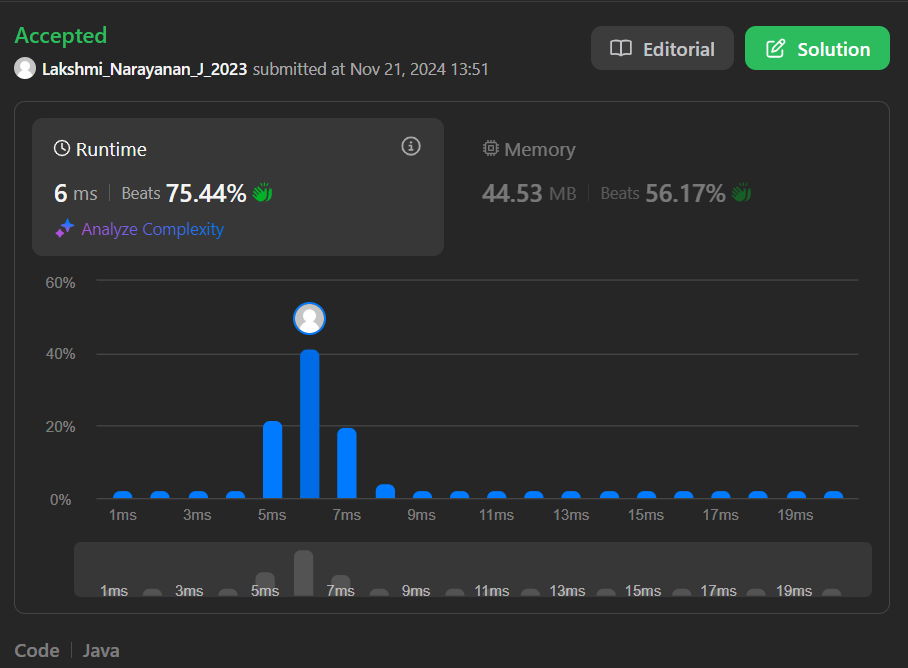 Accepted
Editorial
Solution
Lakshmi_Narayanan_J_2023 submitted at Nov 21, 2024 13:51
Runtime
Memory
6 ms Beats 75.44%
44.53 MB Beats 56.17%
Analyze Complexity
60%
40%
20%
0%
1ms 3ms 5ms 7ms 9ms 11ms 13ms 15ms 17ms 19ms
1ms 3ms 5ms 7ms 9ms 11ms 13ms 15ms 17ms 19ms
Code Java